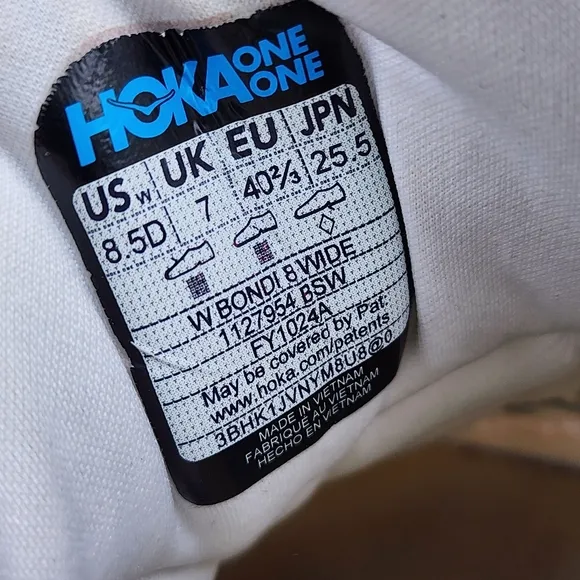 HOKA ONE ONE
US W UK EU JPN
8.5D 7 40⅔ 25.5
W BONDI 8 WIDE
1127954 BSW
FY1024A
May be covered by Pat.
www.hoka.com/patents
3BHK1JVNYM8U8@0
MADE IN VIETNAM
FABRIQUE AU VIETNAM
HECHO EN VIETNAM